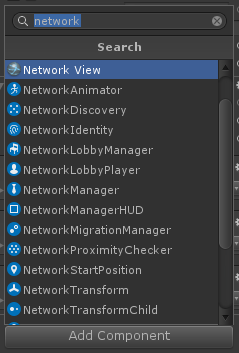 network
Search
Network View
NetworkAnimator
NetworkDiscovery
NetworkIdentity
NetworkLobbyManager
NetworkLobbyPlayer
NetworkManager
NetworkManagerHUD
NetworkMigrationManager
NetworkProximityChecker
NetworkStartPosition
NetworkTransform
NetworkTransformChild
Add Component